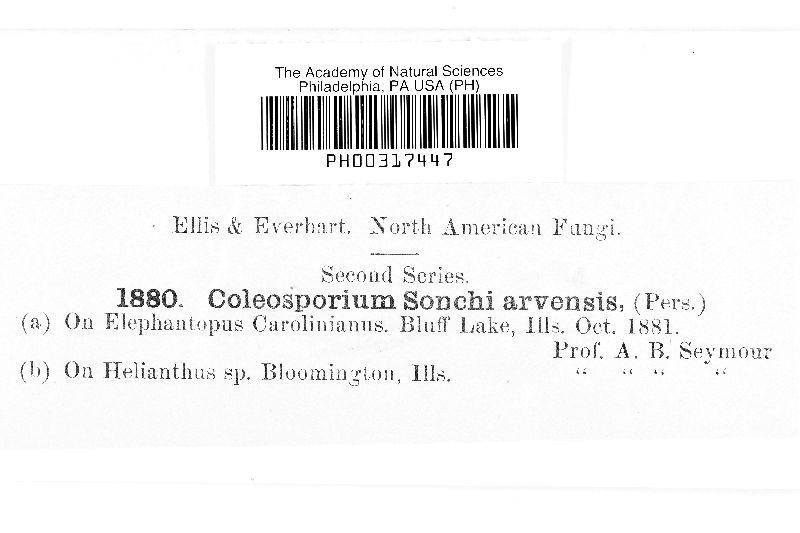 The Academy of Natural Sciences
Philadelphia, PA USA (PH)
PH00317447
Ellis & Everhart. North American Fungi.
Second Series.
1880. Coleosporium Sonchi arvensis, (Pers.)
(a) On Elephantopus Carolinianus. Bluff Lake, Ills. Oct. 1881.
Prof. A. B. Seymour
(b) On Helianthus sp. Bloomington, Ills. “ “ “ “